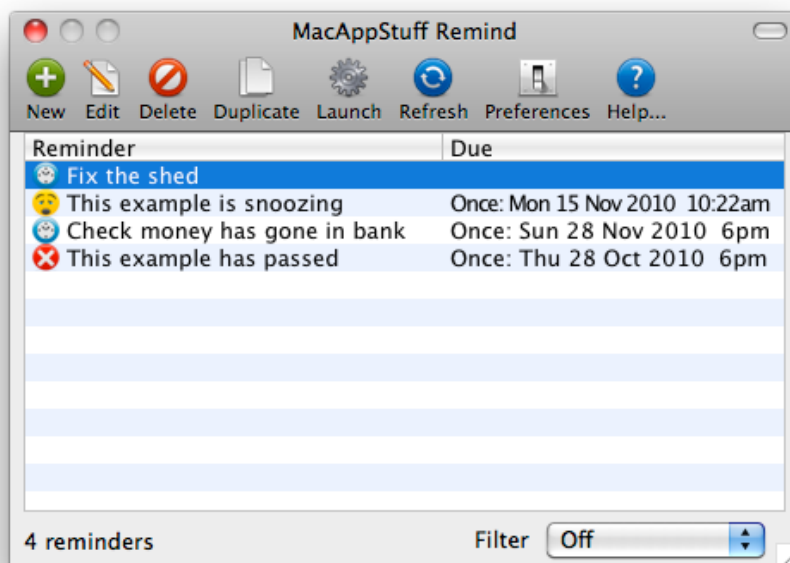 MacAppStuff Remind
New Edit Delete Duplicate Launch Refresh Preferences Help...
Reminder Due
Fix the shed
This example is snoozing Once: Mon 15 Nov 2010 10:22am
Check money has gone in bank Once: Sun 28 Nov 2010 6pm
This example has passed Once: Thu 28 Oct 2010 6pm
4 reminders Filter Off